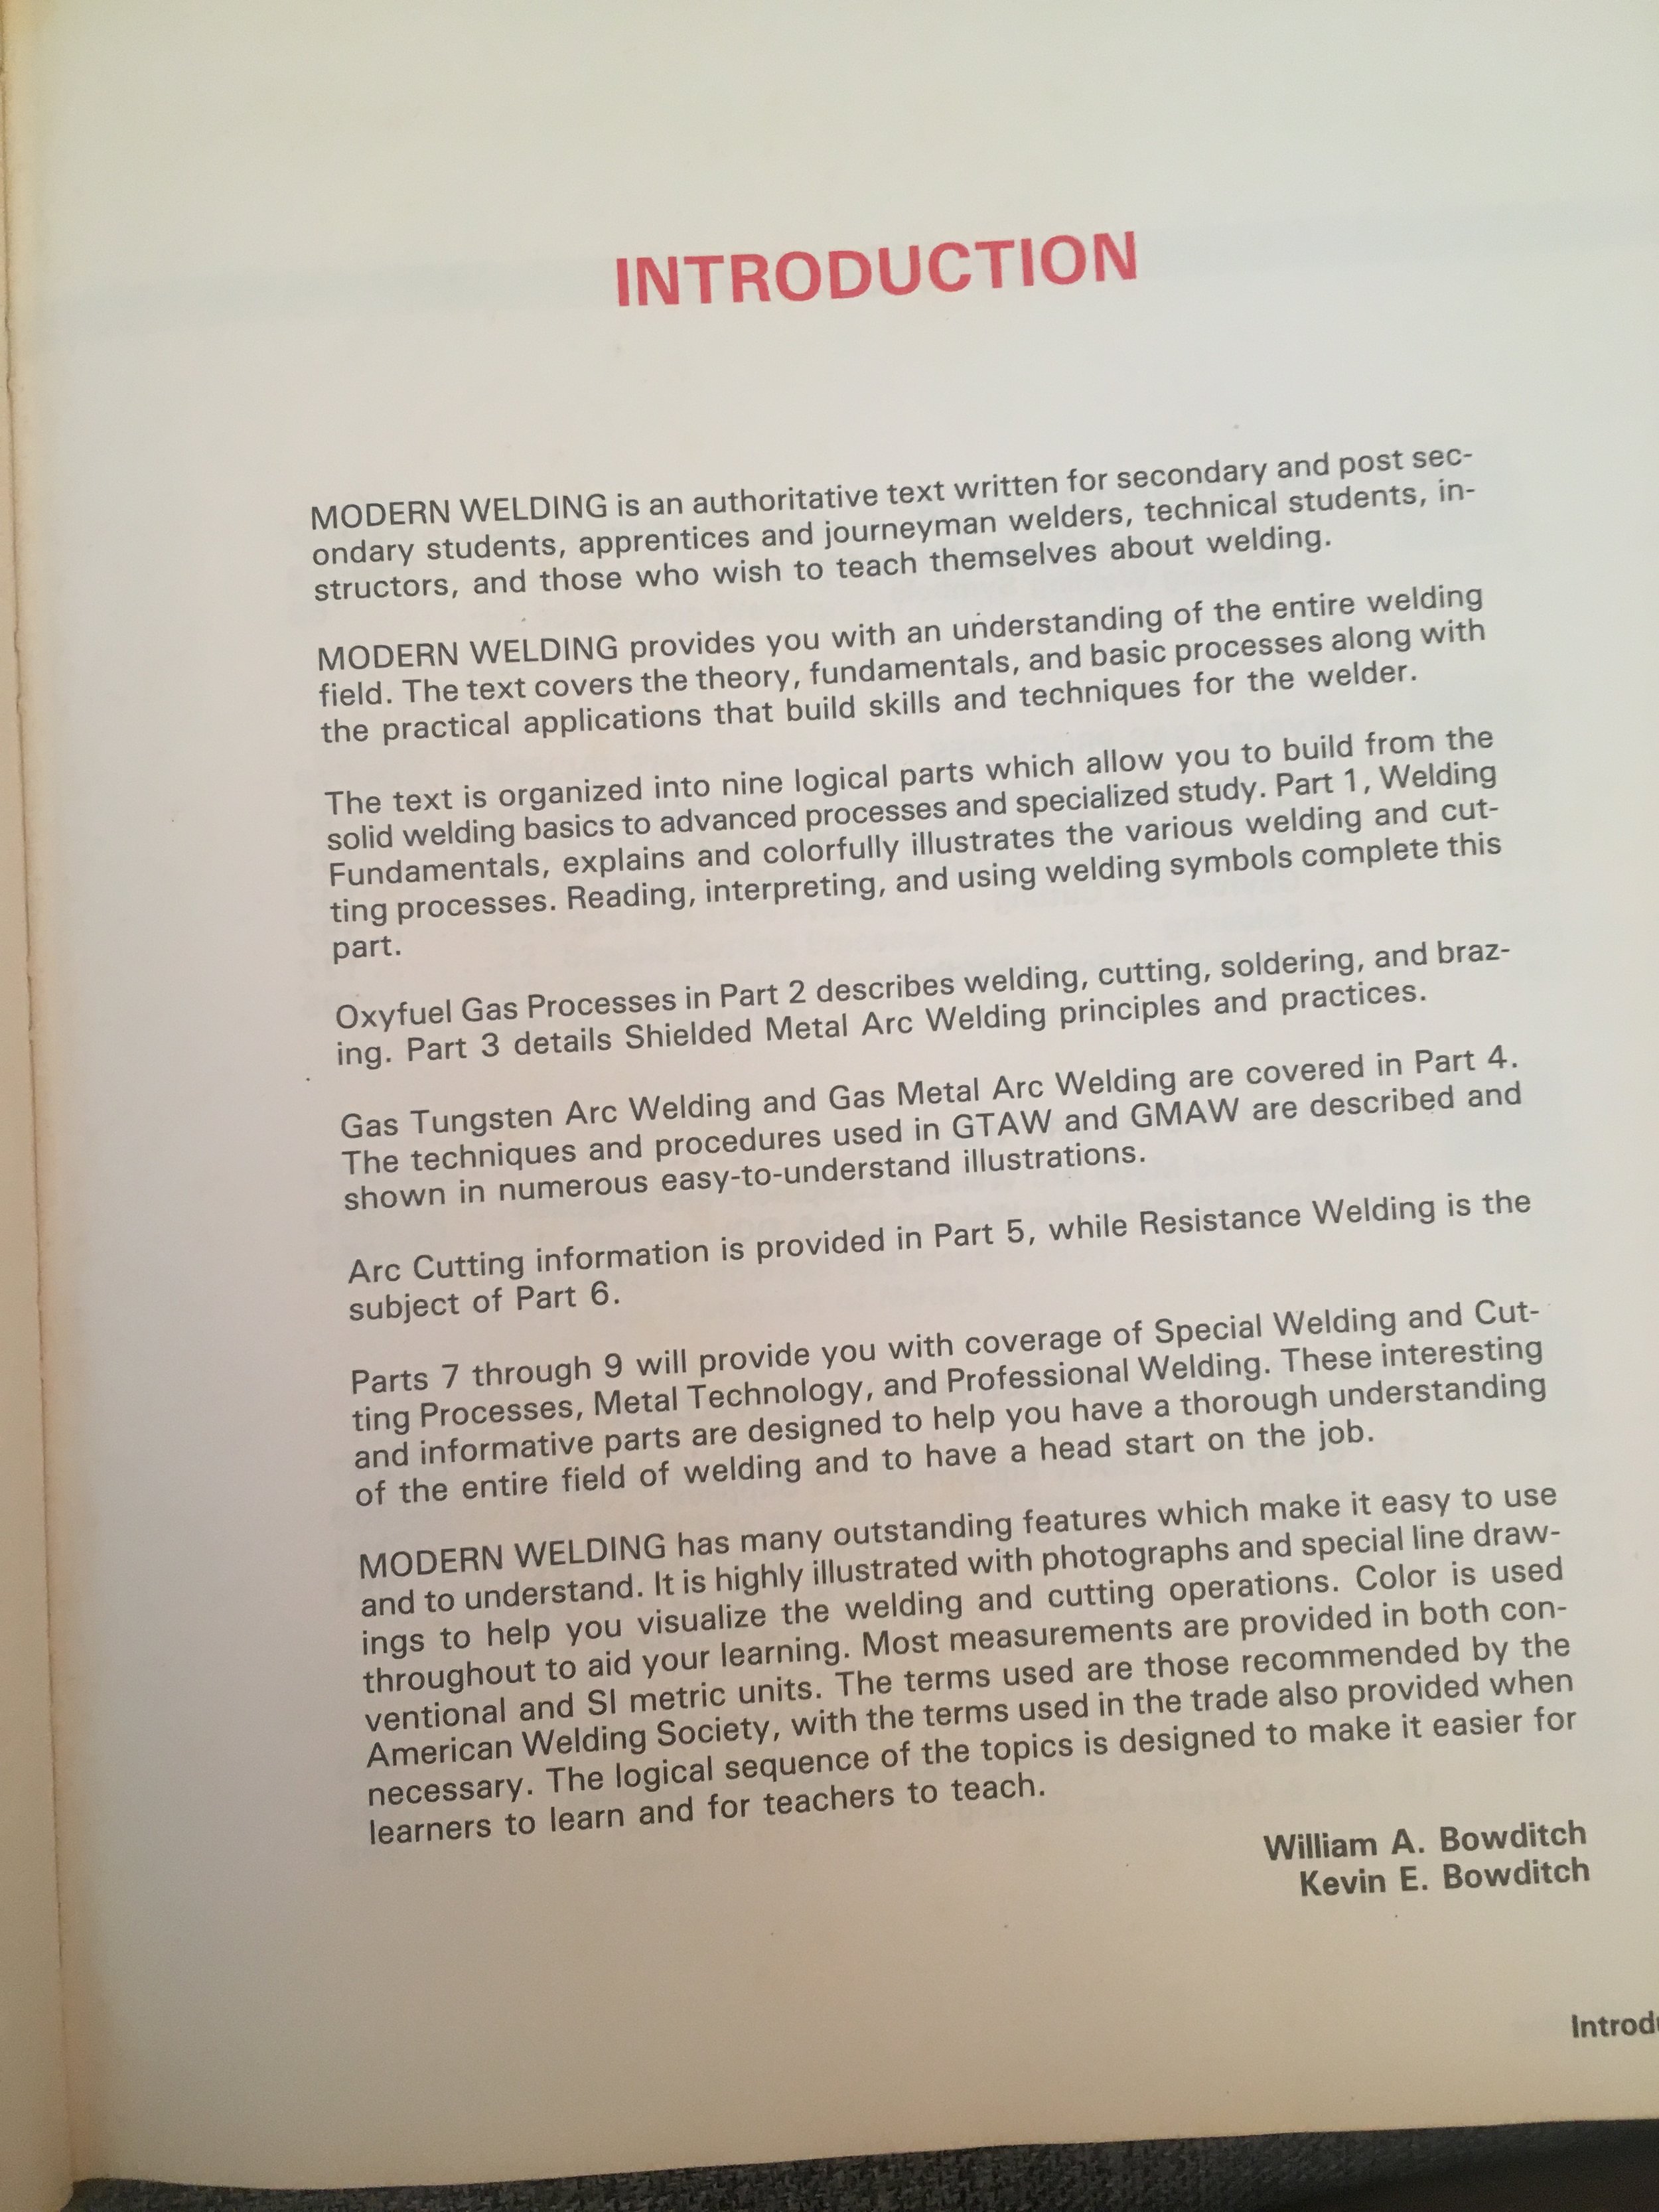 INTRODUCTION
MODERN WELDING is an authoritative text written for secondary and post sec-
ondary students, apprentices and journeyman welders, technical students, in-
structors, and those who wish to teach themselves about welding.
MODERN WELDING provides you with an understanding of the entire welding
field. The text covers the theory, fundamentals, and basic processes along with
the practical applications that build skills and techniques for the welder.
The text is organized into nine logical parts which allow you to build from the
solid welding basics to advanced processes and specialized study. Part 1, Welding
Fundamentals, explains and colorfully illustrates the various welding and cut-
ting processes. Reading, interpreting, and using welding symbols complete this
part.
Oxyfuel Gas Processes in Part 2 describes welding, cutting, soldering, and braz-
ing. Part 3 details Shielded Metal Arc Welding principles and practices.
Gas Tungsten Arc Welding and Gas Metal Arc Welding are covered in Part 4.
The techniques and procedures used in GTAW and GMAW are described and
shown in numerous easy-to-understand illustrations.
Arc Cutting information is provided in Part 5, while Resistance Welding is the
subject of Part 6.
Parts 7 through 9 will provide you with coverage of Special Welding and Cut-
ting Processes, Metal Technology, and Professional Welding. These interesting
and informative parts are designed to help you have a thorough understanding
of the entire field of welding and to have a head start on the job.
MODERN WELDING has many outstanding features which make it easy to use
and to understand. It is highly illustrated with photographs and special line draw-
ings to help you visualize the welding and cutting operations. Color is used
throughout to aid your learning. Most measurements are provided in both con-
ventional and SI metric units. The terms used are those recommended by the
American Welding Society, with the terms used in the trade also provided when
necessary. The logical sequence of the topics is designed to make it easier for
learners to learn and for teachers to teach.
William A. Bowditch
Kevin E. Bowditch